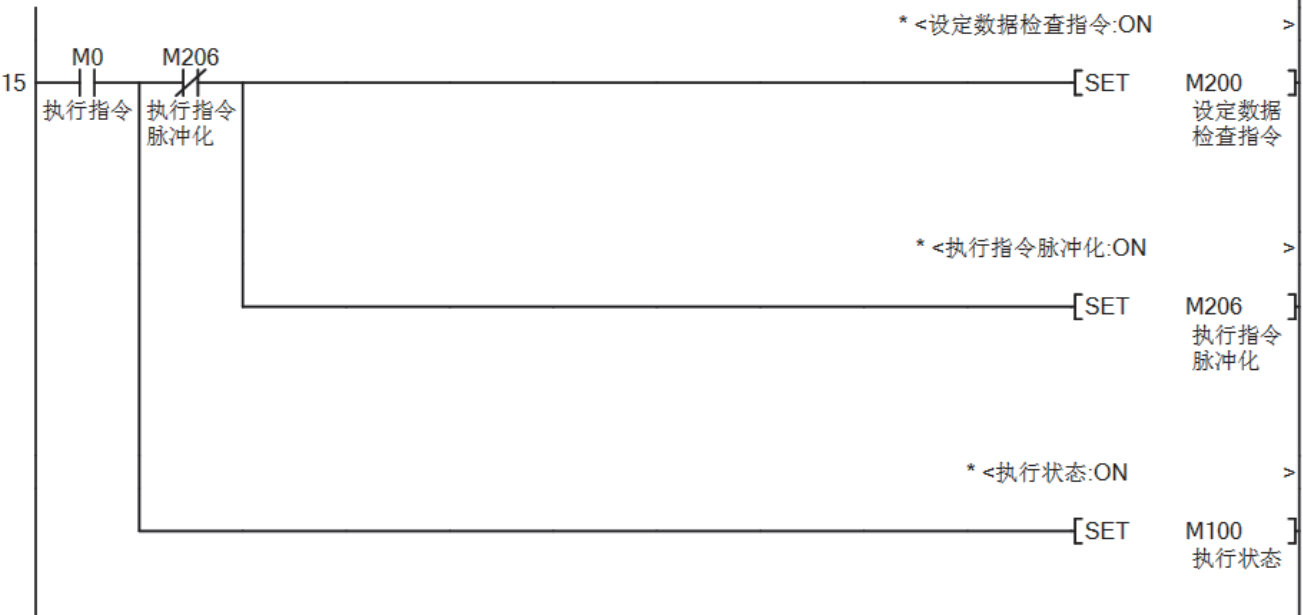 * <设定数据检查指令:ON >
M0 M206
15 [SET M200 ]
执行指令 执行指令 设定数据
脉冲化 检查指令
* <执行指令脉冲化:ON >
[SET M206 ]
执行指令
脉冲化
* <执行状态:ON >
[SET M100 ]
执行状态